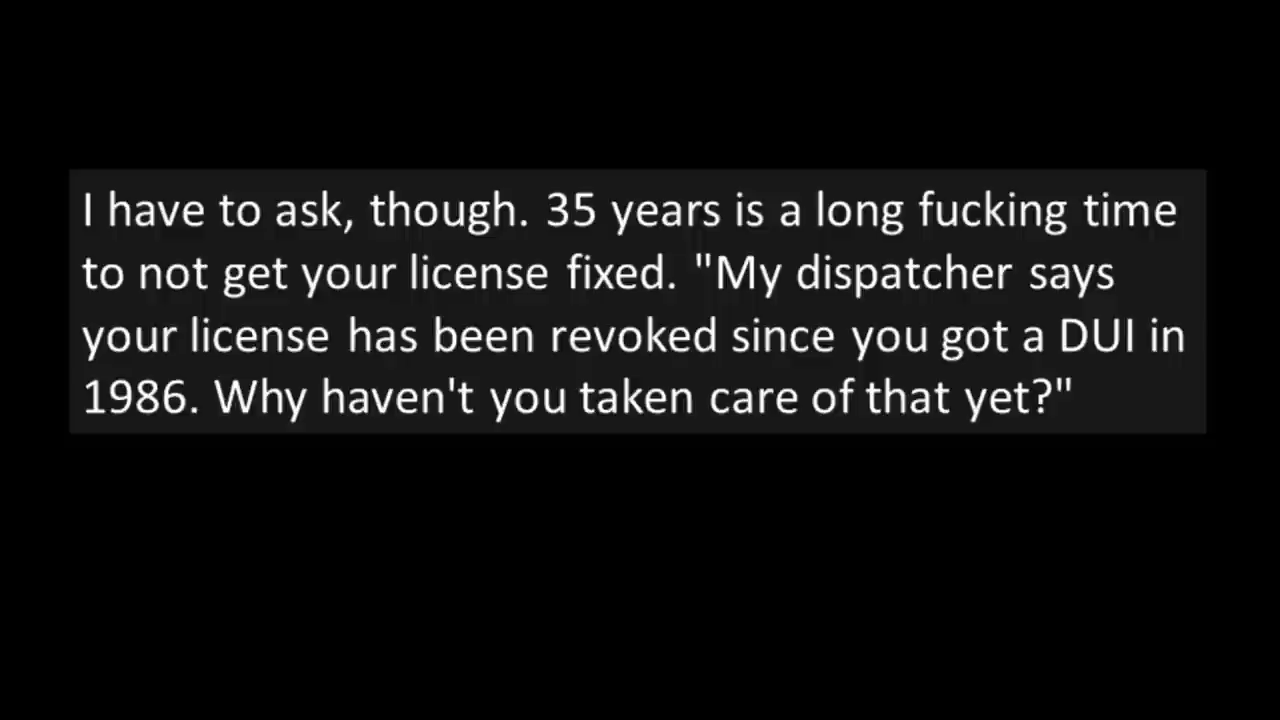 I have to ask, though. 35 years is a long fucking time
to not get your license fixed. "My dispatcher says
your license has been revoked since you got a DUI in
1986. Why haven't you taken care of that yet?"